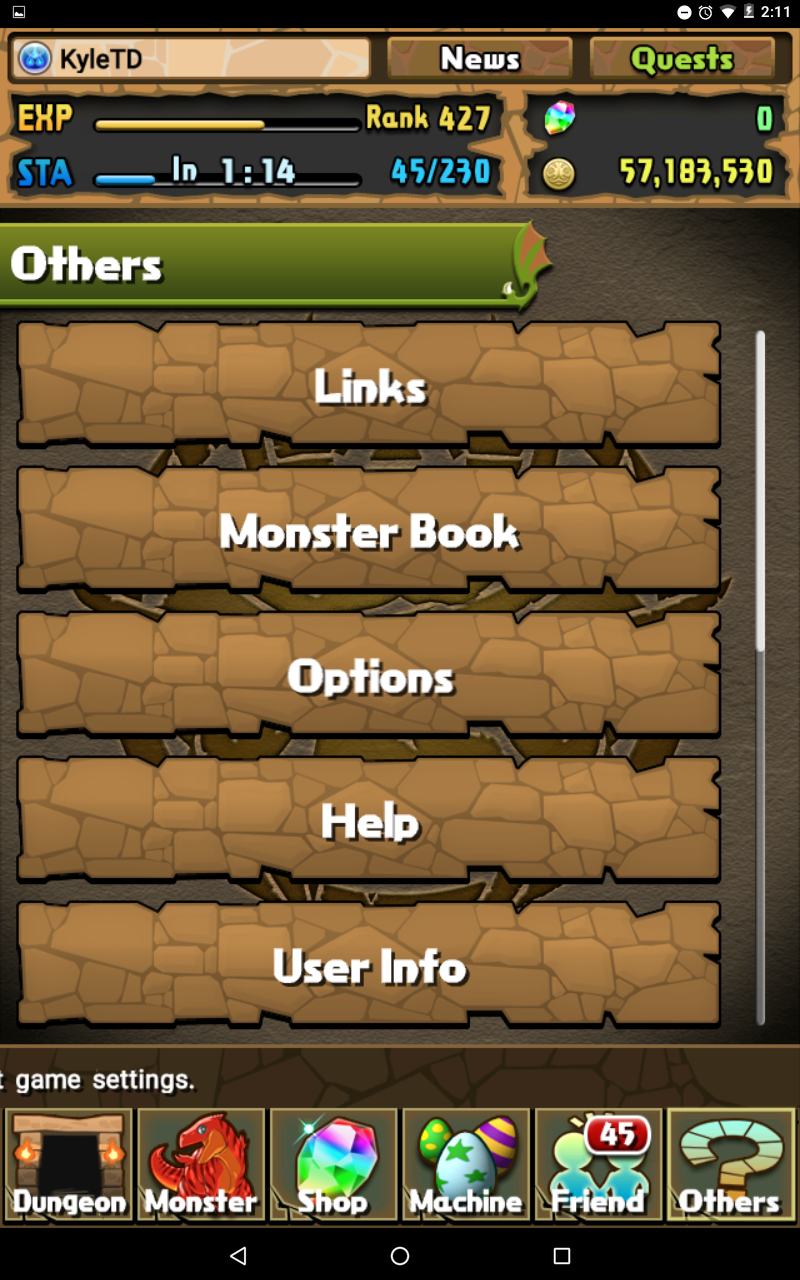 2:11
KyleTD
News
Quests
EXP
Rank 427
0
STA
In 1:14
45/230
57,183,530
Others
Links
Monster Book
Options
Help
User Info
t game settings.
Dungeon
Monster
Shop
Machine
45
Friend
Others